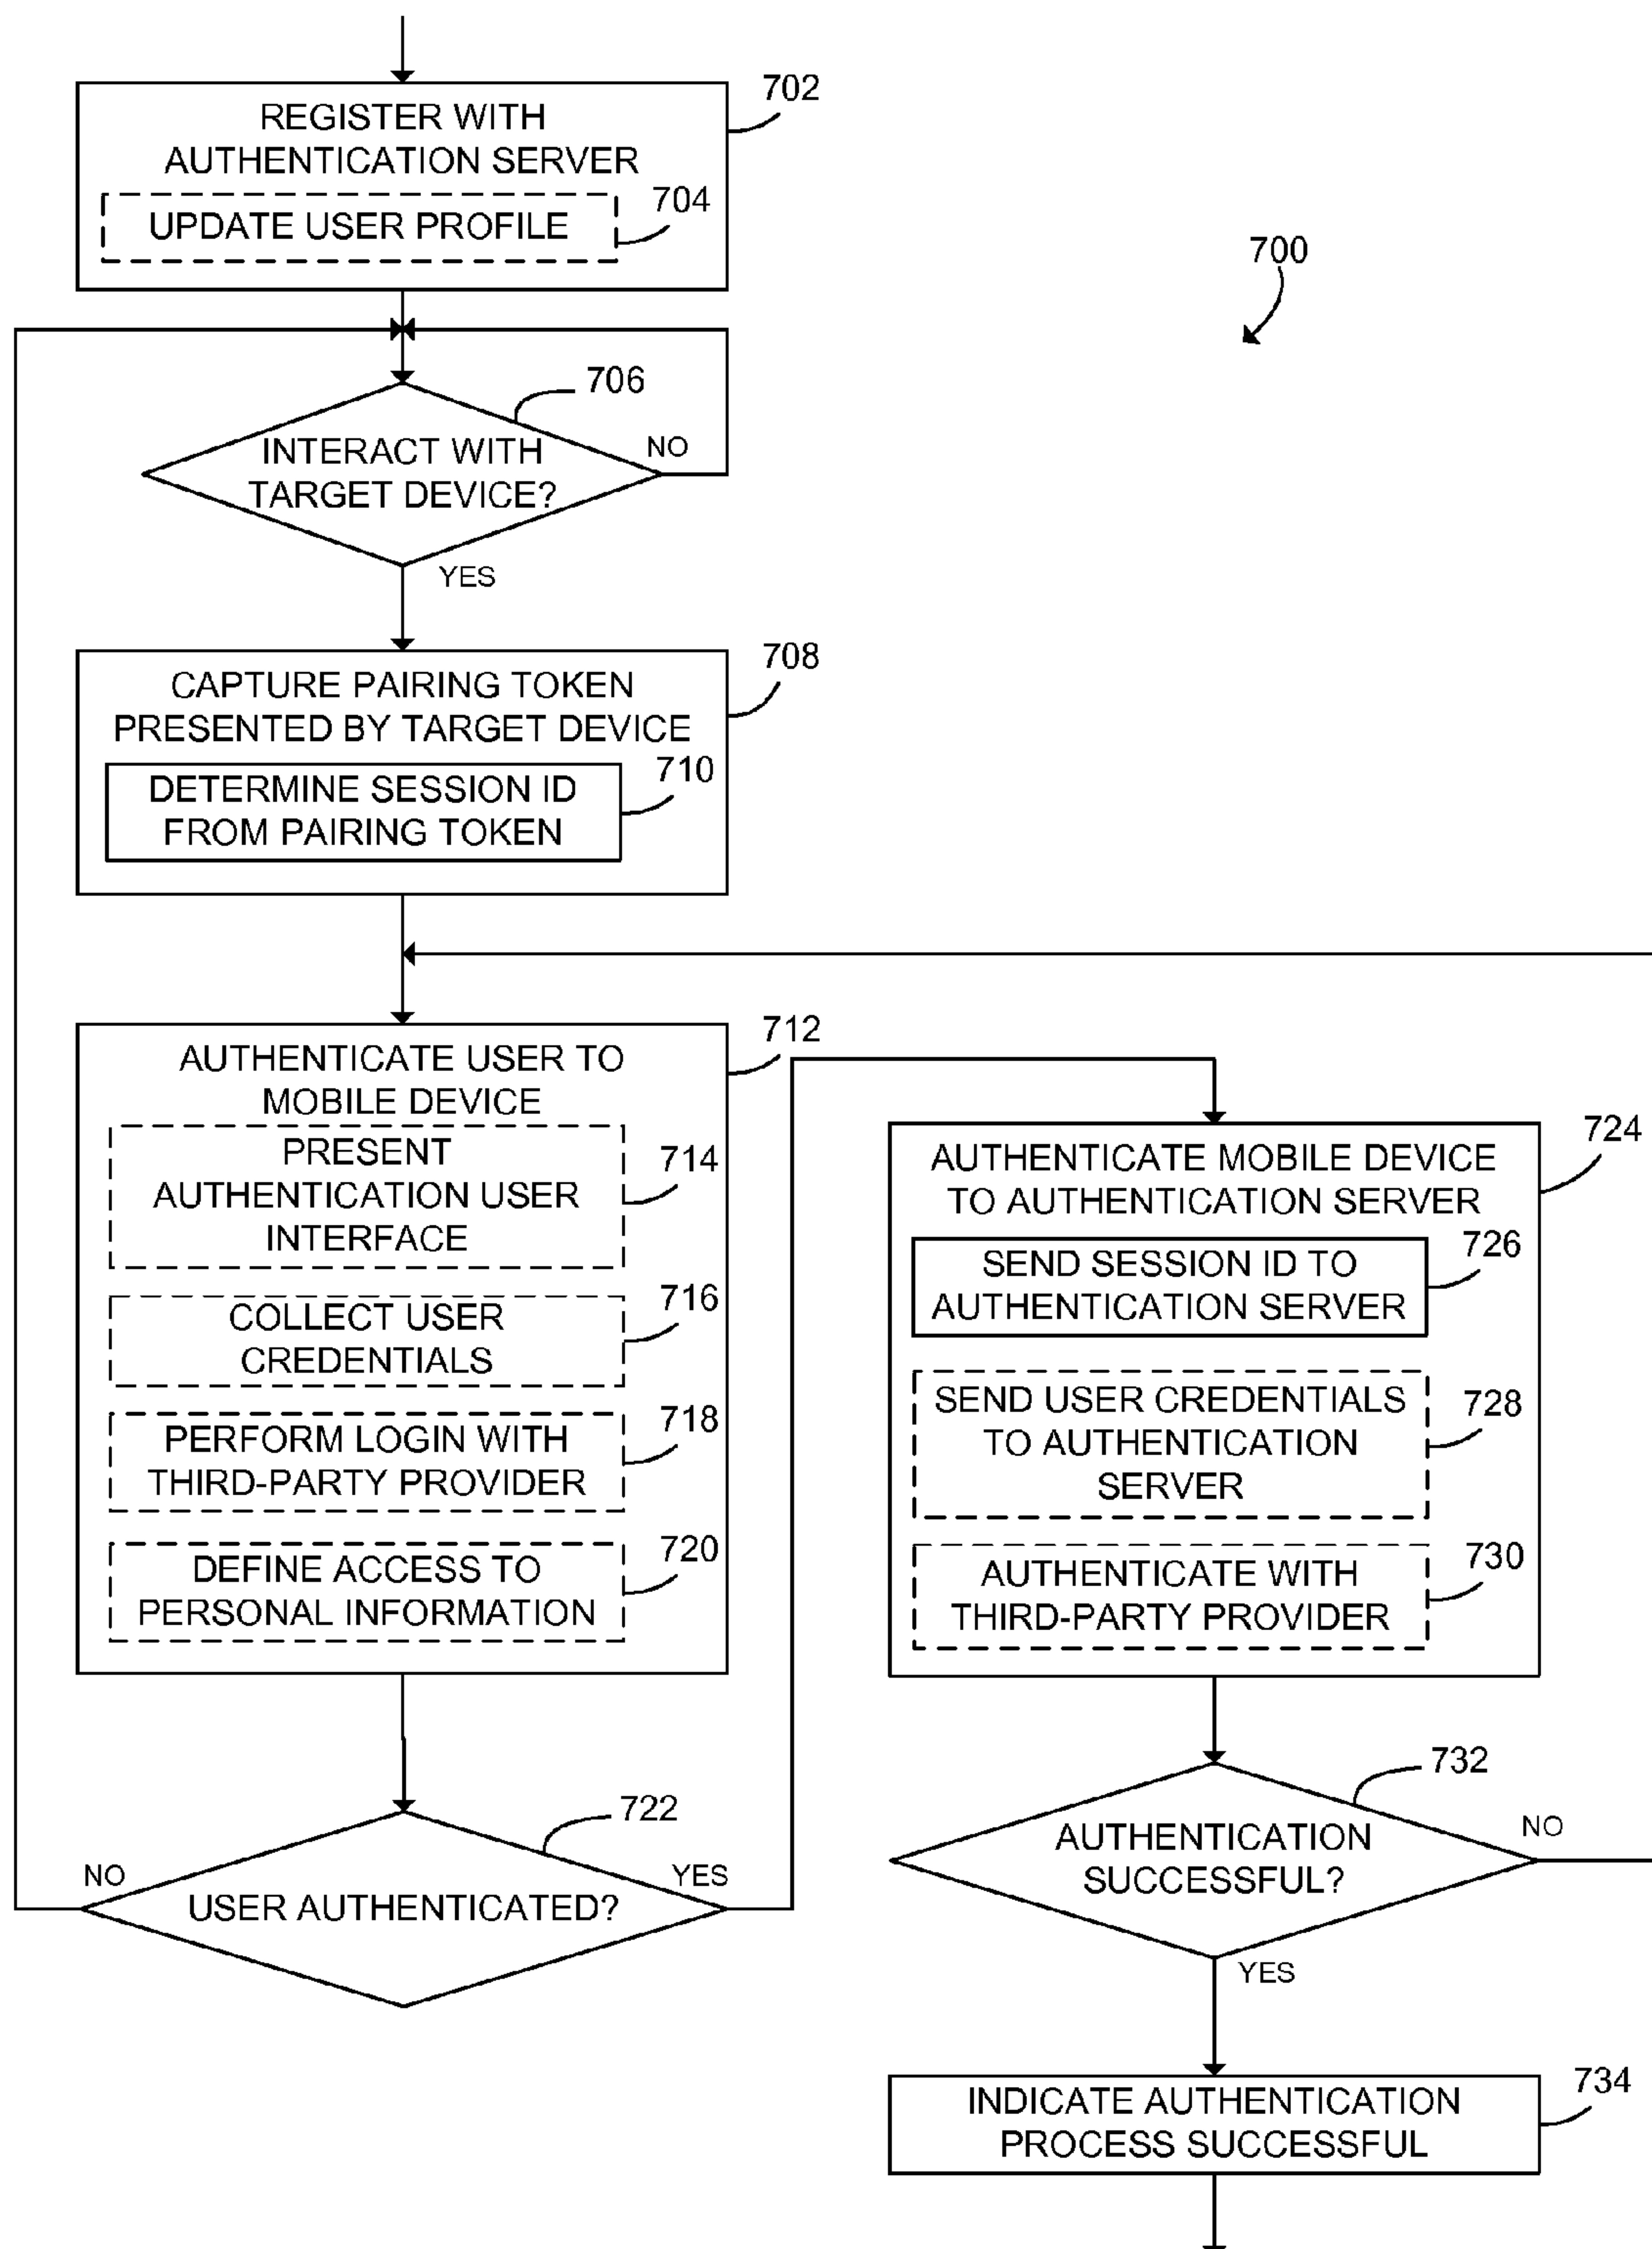 702
REGISTER WITH
AUTHENTICATION SERVER
704
UPDATE USER PROFILE
700
706
INTERACT WITH
TARGET DEVICE?
NO
YES
708
CAPTURE PAIRING TOKEN
PRESENTED BY TARGET DEVICE
710
DETERMINE SESSION ID
FROM PAIRING TOKEN
712
AUTHENTICATE USER TO
MOBILE DEVICE
PRESENT
AUTHENTICATION USER
INTERFACE
714
COLLECT USER
CREDENTIALS
716
PERFORM LOGIN WITH
THIRD-PARTY PROVIDER
718
DEFINE ACCESS TO
PERSONAL INFORMATION
720
722
NO
USER AUTHENTICATED?
YES
724
AUTHENTICATE MOBILE DEVICE
TO AUTHENTICATION SERVER
726
SEND SESSION ID TO
AUTHENTICATION SERVER
SEND USER CREDENTIALS
TO AUTHENTICATION
SERVER
728
AUTHENTICATE WITH
THIRD-PARTY PROVIDER
730
732
AUTHENTICATION
SUCCESSFUL?
NO
YES
734
INDICATE AUTHENTICATION
PROCESS SUCCESSFUL